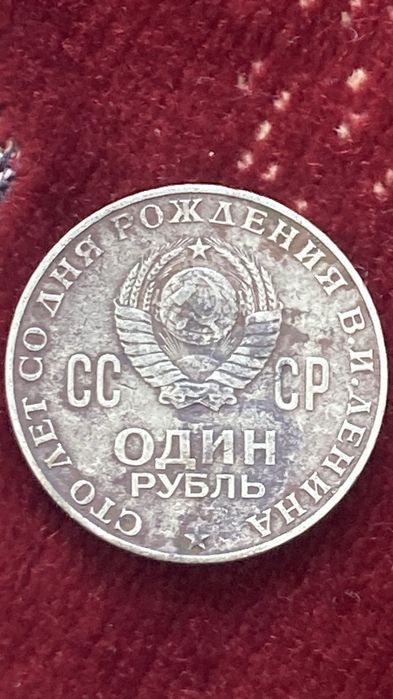 СТО ЛЕТ СО ДНЯ РОЖДЕНИЯ В.И.ЛЕНИНА
СС СР
ОДИН
РУБЛЬ